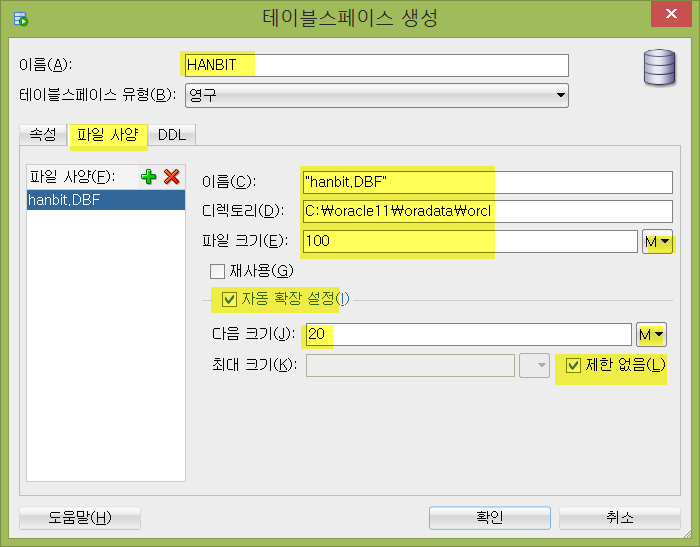 테이블스페이스 생성
이름(A): HANBIT
테이블스페이스 유형(B): 영구
속성 파일 사양 DDL
파일 사양(F):
hanbit.DBF
이름(C): "hanbit.DBF"
디렉토리(D): C:₩oracle11₩oradata₩orcl
파일 크기(E): 100 M
재사용(G)
자동 확장 설정(I)
다음 크기(J): 20 M
최대 크기(K): 제한 없음(L)
도움말(H) 확인 취소